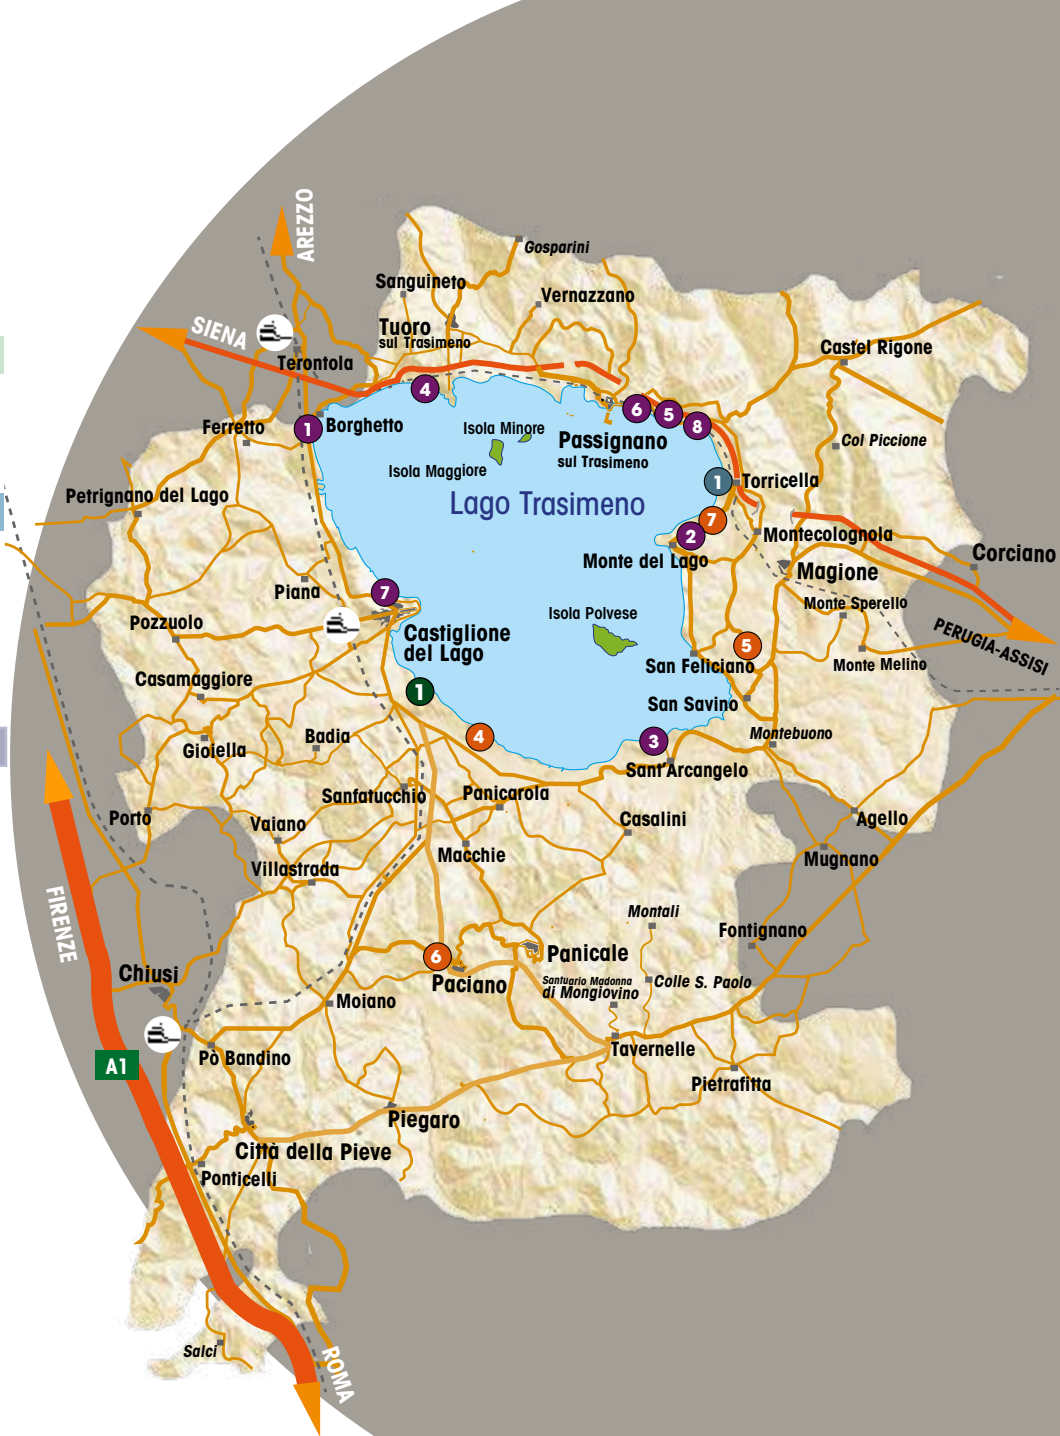 AREZZO
Gosparini
Sanguineto
Vernazzano
SIENA
Tuoro
sul Trasimeno
Terontola
Castel Rigone
4
6
5
8
1
Borghetto
Ferretto
Isola Minore
Passignano
sul Trasimeno
Col Piccione
Isola Maggiore
1
Torricella
Petrignano del Lago
Lago Trasimeno
7
2
Montecolognola
Monte del Lago
Corciano
Magione
Piana
7
Monte Sperello
Isola Polvese
Pozzuolo
Castiglione
del Lago
PERUGIA-ASSISI
5
San Feliciano
Monte Melino
Casamaggiore
1
San Savino
Gioiella
Badia
4
3
Montebuono
Sant'Arcangelo
Sanfatucchio
Panicarola
Porto
Vaiano
Casalini
Agello
Macchie
Mugnano
Villastrada
FIRENZE
Montali
Fontignano
6
Panicale
Chiusi
Paciano
Santuario Madonna
di Mongiovino
Colle S. Paolo
Moiano
A1
Pò Bandino
Tavernelle
Pietrafitta
Piegaro
Città della Pieve
Ponticelli
Salci
ROMA